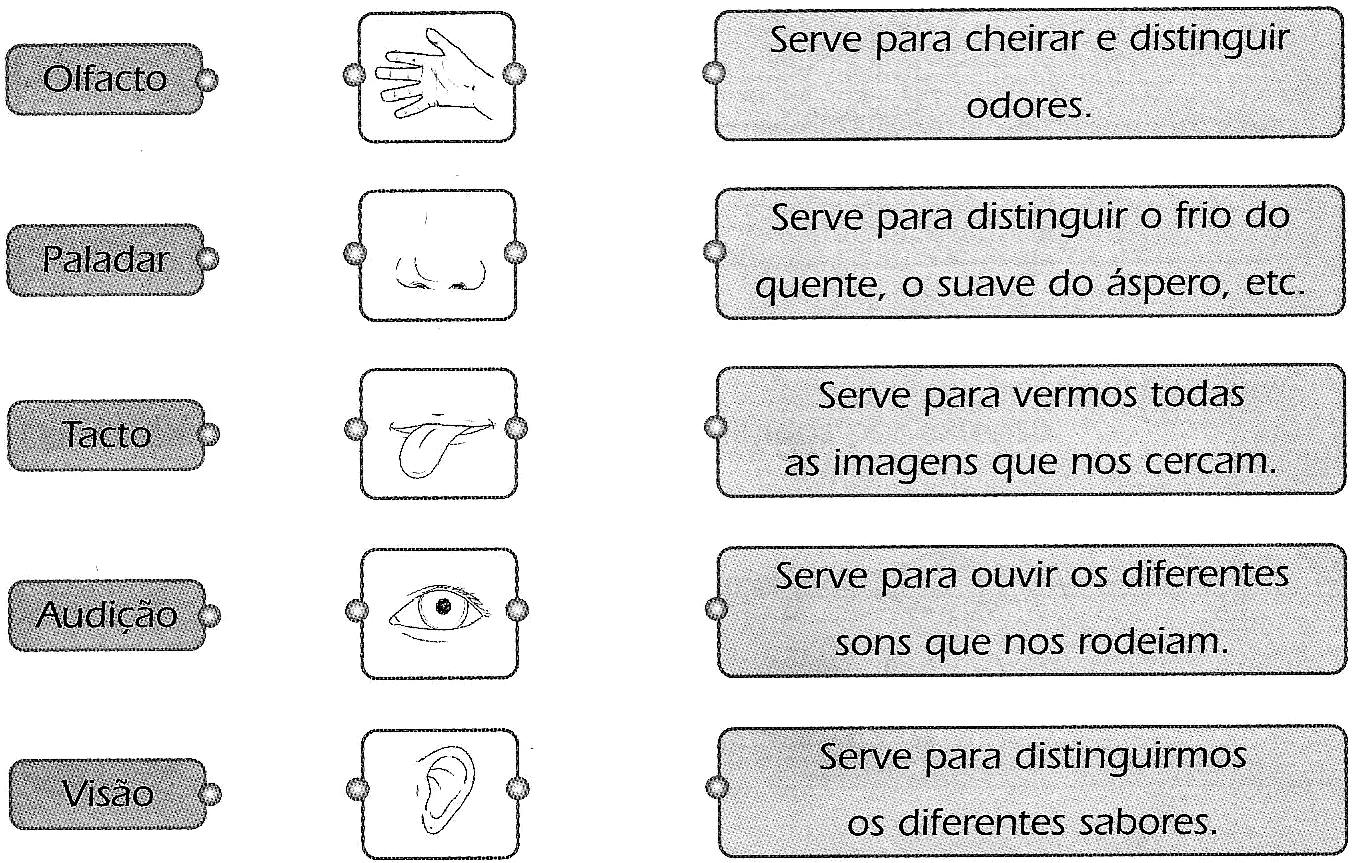 Olfacto
Serve para cheirar e distinguir
odores.
Paladar
Serve para distinguir o frio do
quente, o suave do áspero, etc.
Tacto
Serve para vermos todas
as imagens que nos cercam.
Audição
Serve para ouvir os diferentes
sons que nos rodeiam.
Visão
Serve para distinguirmos
os diferentes sabores.